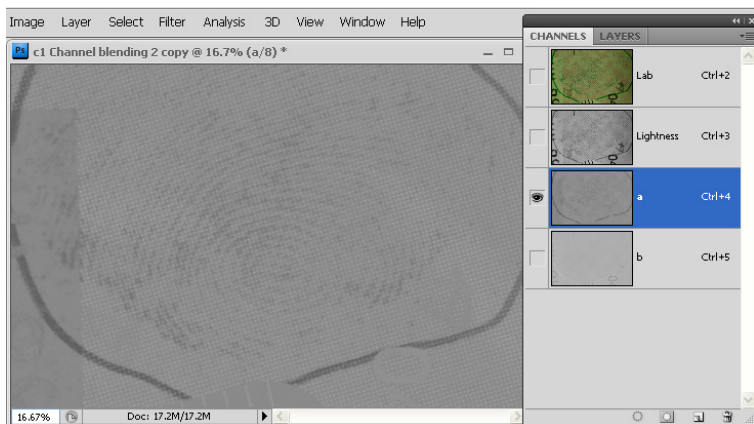 Image Layer Select Filter Analysis 3D View Window Help
Ps c1 Channel blending 2 copy @ 16.7% (a/8) *
CHANNELS LAYERS
Lab Ctrl+2
Lightness Ctrl+3
a Ctrl+4
b Ctrl+5
16.67% Doc: 17.2M/17.2M